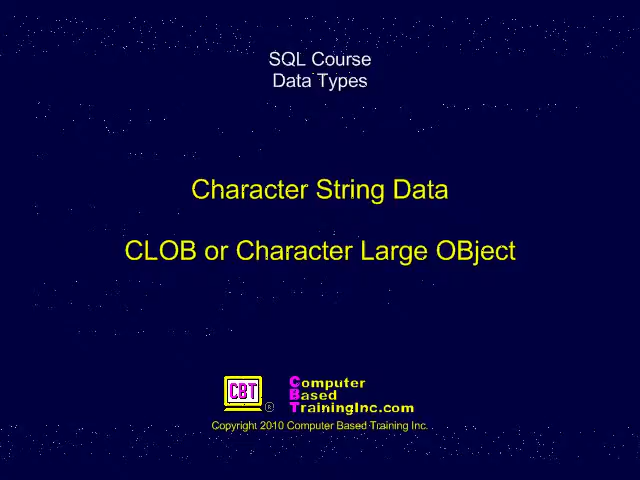 SQL Course
Data Types
Character String Data
CLOB or Character Large OBject
CBT ®
Computer
Based
TrainingInc.com
Copyright 2010 Computer Based Training Inc.